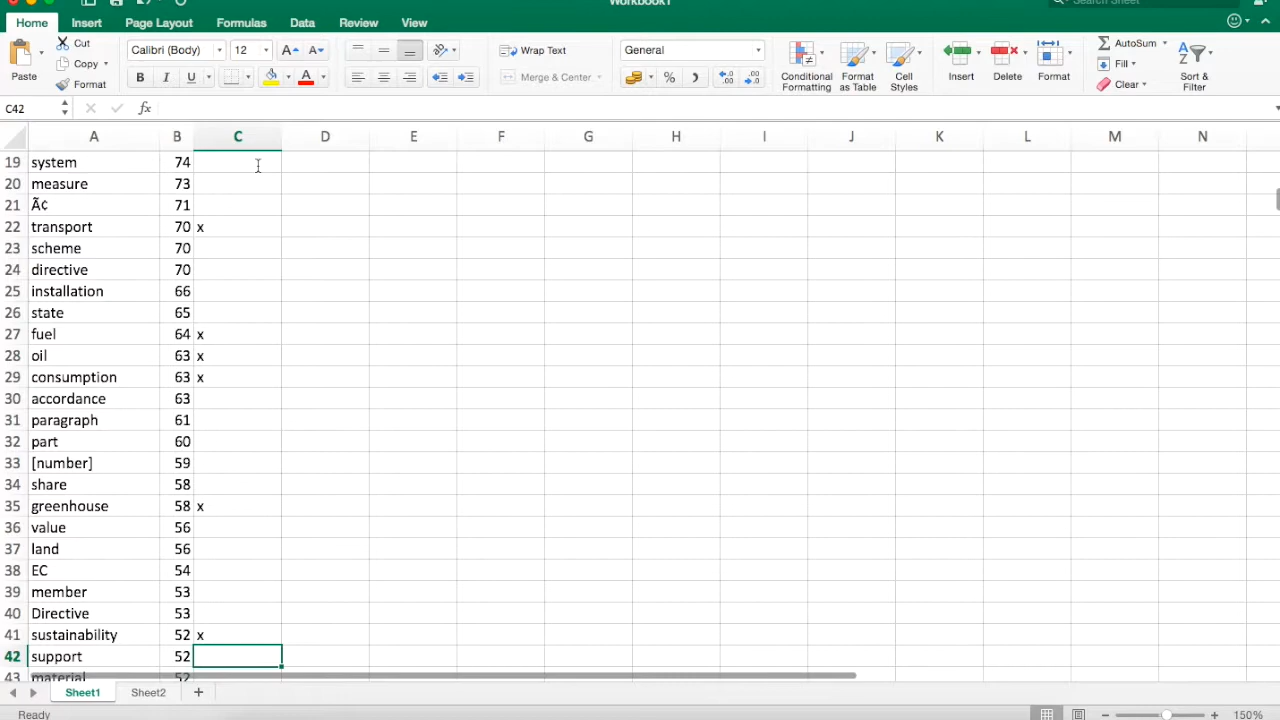 Workbook1
Search Sheet
Home Insert Page Layout Formulas Data Review View
Paste
Cut
Copy
Format
Calibri (Body) 12 A A
B I U A
Wrap Text
Merge & Center
General
%
Conditional Formatting
Format as Table
Cell Styles
Insert
Delete
Format
AutoSum
Fill
Clear
Sort & Filter
C42 fx
A B C D E F G H I J K L M N
19 system 74
20 measure 73
21 Ã¢ 71
22 transport 70 x
23 scheme 70
24 directive 70
25 installation 66
26 state 65
27 fuel 64 x
28 oil 63 x
29 consumption 63 x
30 accordance 63
31 paragraph 61
32 part 60
33 [number] 59
34 share 58
35 greenhouse 58 x
36 value 56
37 land 56
38 EC 54
39 member 53
40 Directive 53
41 sustainability 52 x
42 support 52
43 material 52
Sheet1 Sheet2 +
Ready 150%